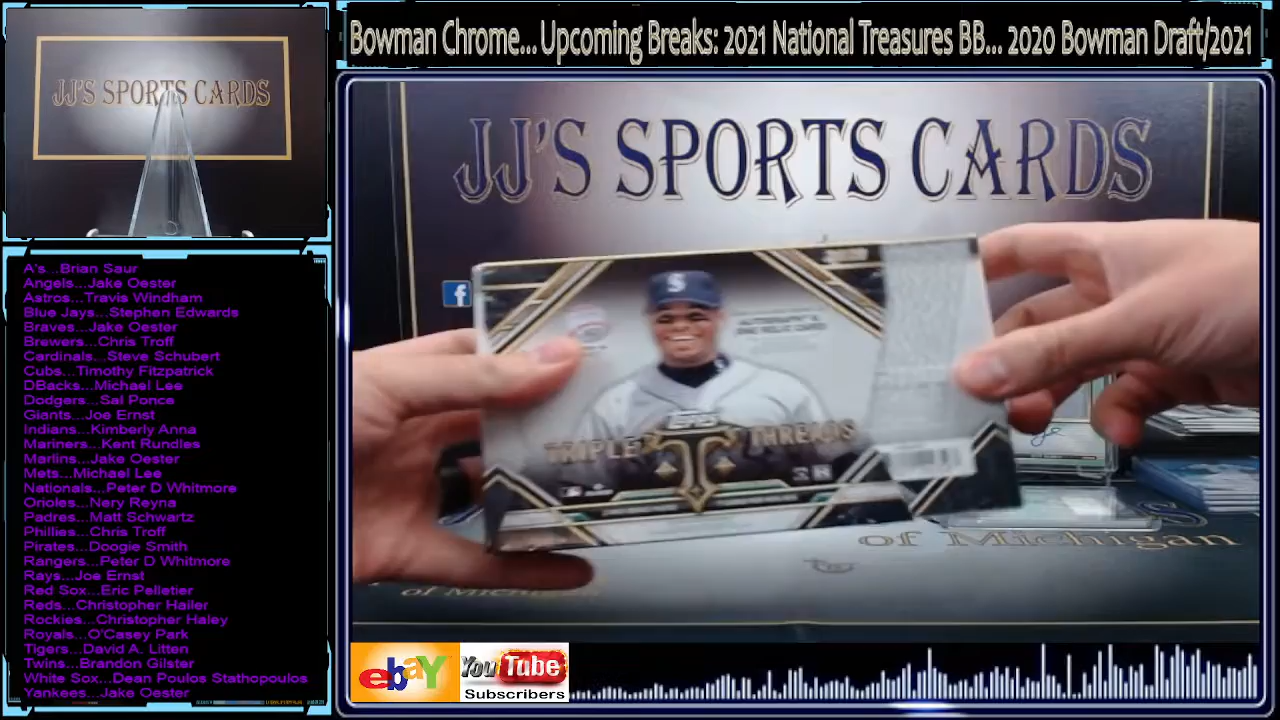 Bowman Chrome... Upcoming Breaks: 2021 National Treasures BB... 2020 Bowman Draft/2021
JJ'S SPORTS CARDS
JJ'S SPORTS CARDS
S
TOPPS
TRIPLE THREADS
of Michigan
of Michigan
A's ..Brian Saur
Angels...Jake Oester
Astros...Travis Windham
Blue Jays...Stephen Edwards
Braves...Jake Oester
Brewers...Chris Troff
Cardinals...Steve Schubert
Cubs...Timothy Fitzpatrick
DBacks...Michael Lee
Dodgers...Sal Ponce
Giants...Joe Ernst
Indians...Kimberly Anna
Mariners...Kent Rundles
Marlins...Jake Oester
Mets...Michael Lee
Nationals...Peter D Whitmore
Orioles...Nery Reyna
Padres...Matt Schwartz
Phillies...Chris Troff
Pirates...Doogie Smith
Rangers...Peter D Whitmore
Rays...Joe Ernst
Red Sox...Eric Pelletier
Reds...Christopher Hailer
Rockies...Christopher Haley
Royals...O'Casey Park
Tigers...David A. Litten
Twins...Brandon Gilster
White Sox...Dean Poulos Stathopoulos
Yankees...Jake Oester
ebaY
You Tube
Subscribers